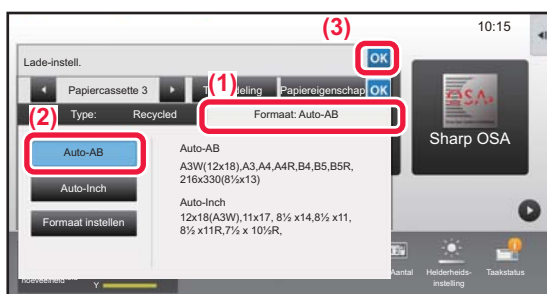 10:15
(3)
Lade-instell.
OK
Papiercassette 3
(1)
Papiereigenschap
OK
(2)
Type: Recycled
Formaat: Auto-AB
Auto-AB
Auto-AB
A3W(12x18),A3,A4,A4R,B4,B5,B5R,
216x330(8½x13)
Auto-Inch
Auto-Inch
12x18(A3W),11x17, 8½ x14,8½ x11,
8½ x11R,7½ x 10½R,
Formaat instellen
OSA
Sharp OSA
Aantal
Helderheids-
instelling
Taakstatus
Y